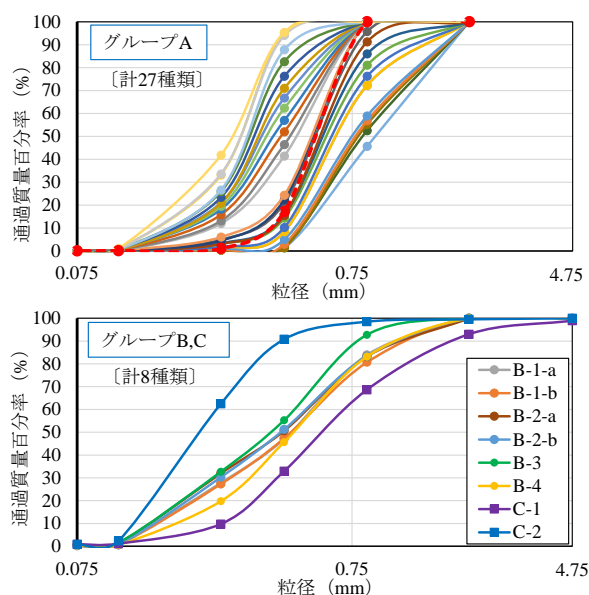 グループA
〔計27種類〕
通過質量百分率（%）
100
90
80
70
60
50
40
30
20
10
0
0.075
0.75
4.75
粒径（mm）
グループB,C
〔計8種類〕
通過質量百分率（%）
100
90
80
70
60
50
40
30
20
10
0
0.075
0.75
4.75
粒径（mm）
B-1-a
B-1-b
B-2-a
B-2-b
B-3
B-4
C-1
C-2